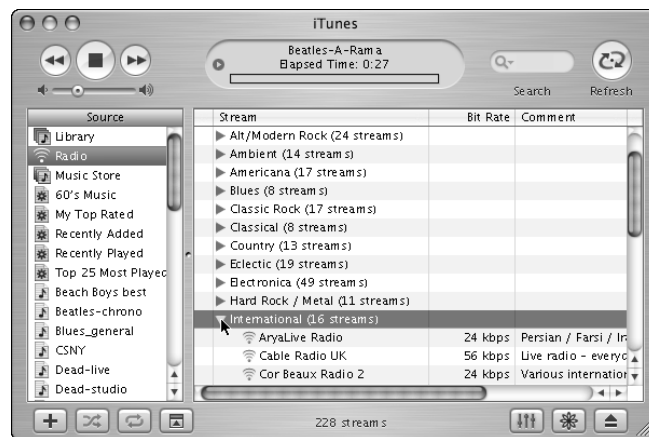 iTunes
Beatles-A-Rama
Elapsed Time: 0:27
Search
Refresh
Source
Library
Radio
Music Store
60's Music
My Top Rated
Recently Added
Recently Played
Top 25 Most Played
Beach Boys best
Beatles-chrono
Blues_general
CSNY
Dead-live
Dead-studio
Stream Bit Rate Comment
Alt/Modern Rock (24 streams)
Ambient (14 streams)
Americana (17 streams)
Blues (8 streams)
Classic Rock (17 streams)
Classical (8 streams)
Country (13 streams)
Eclectic (19 streams)
Electronica (49 streams)
Hard Rock / Metal (11 streams)
International (16 streams)
AryaLive Radio 24 kbps Persian / Farsi /
Cable Radio UK 56 kbps Live radio -
Cor Beaux Radio 2 24 kbps Various
228 streams